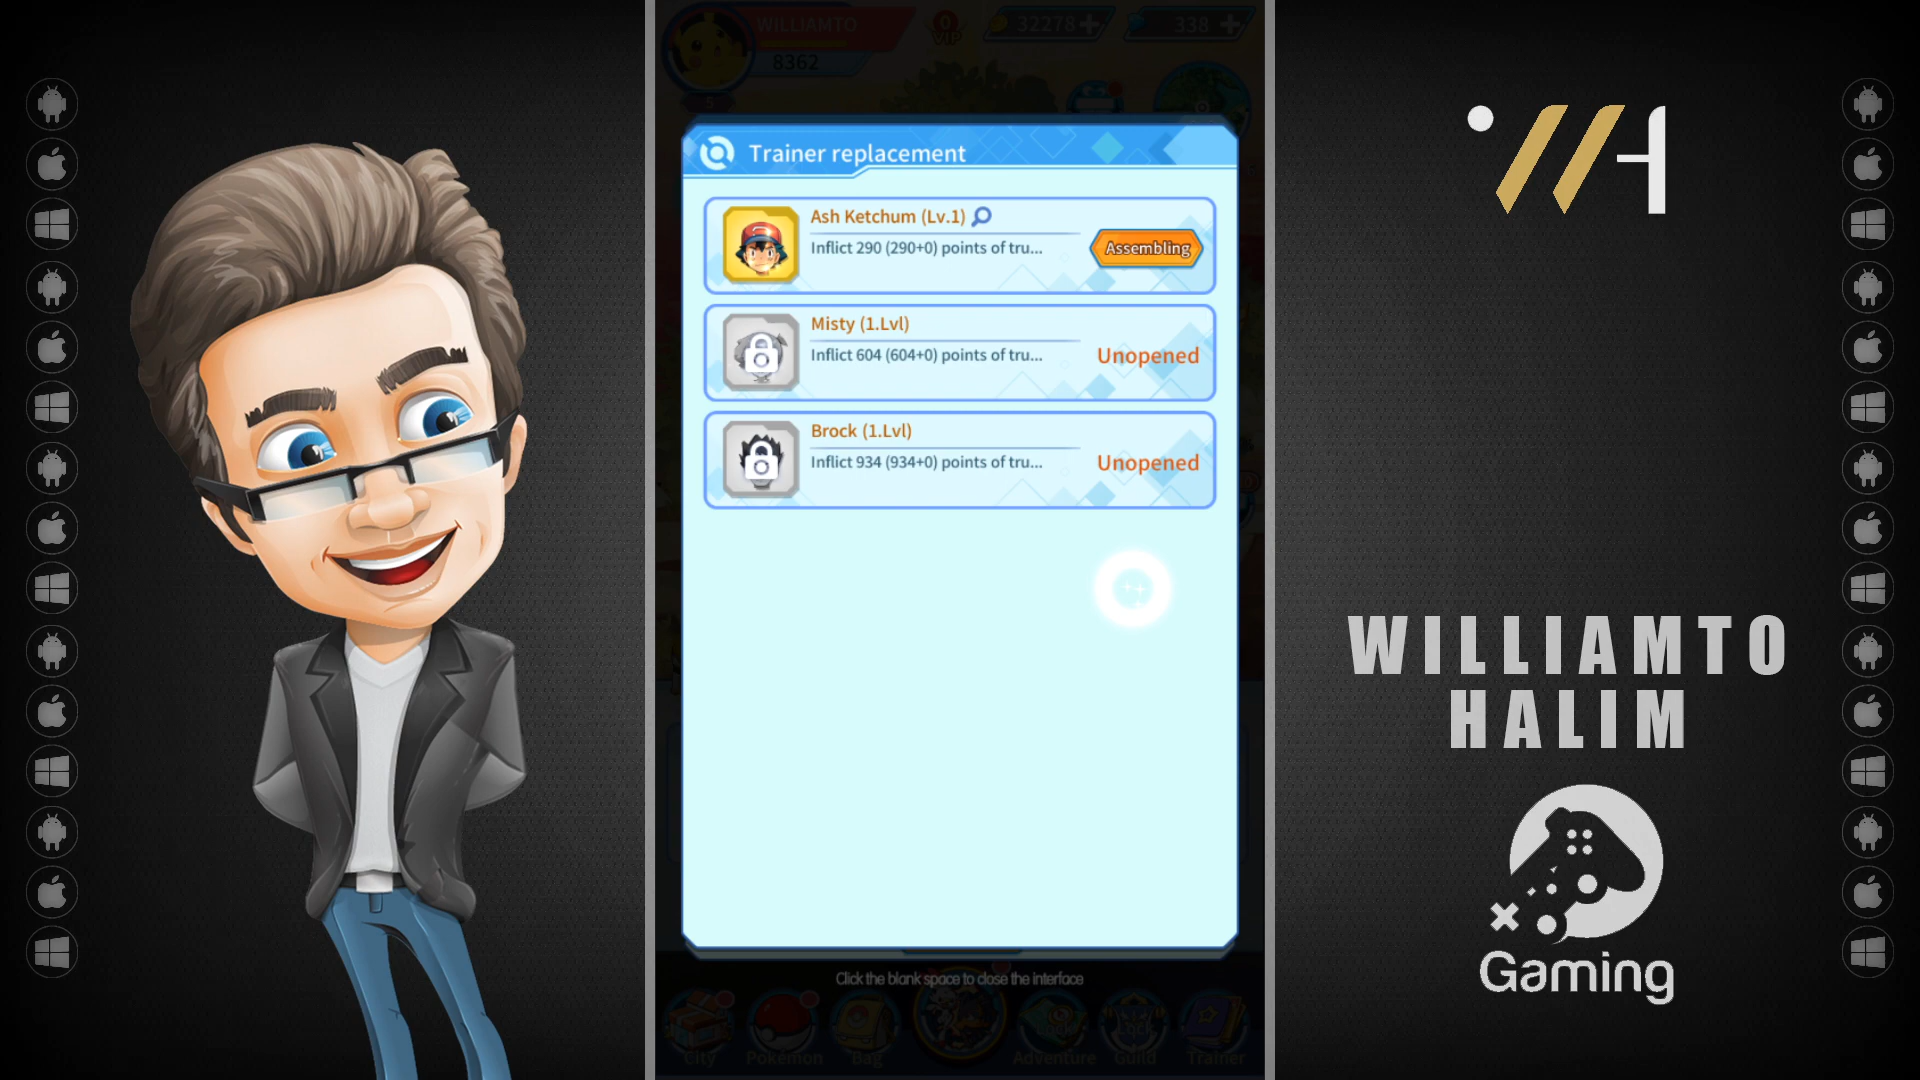 WILLIAMTO
VIP
32278
338
8362
5
Trainer replacement
Ash Ketchum (Lv.1)
Inflict 290 (290+0) points of tru...
Assembling
Misty (1.Lvl)
Inflict 604 (604+0) points of tru...
Unopened
Brock (1.Lvl)
Inflict 934 (934+0) points of tru...
Unopened
Click the blank space to close the interface
City
Pokemon
Bag
Adventure
Guild
Trainer
WILLIAMTO
HALIM
Gaming